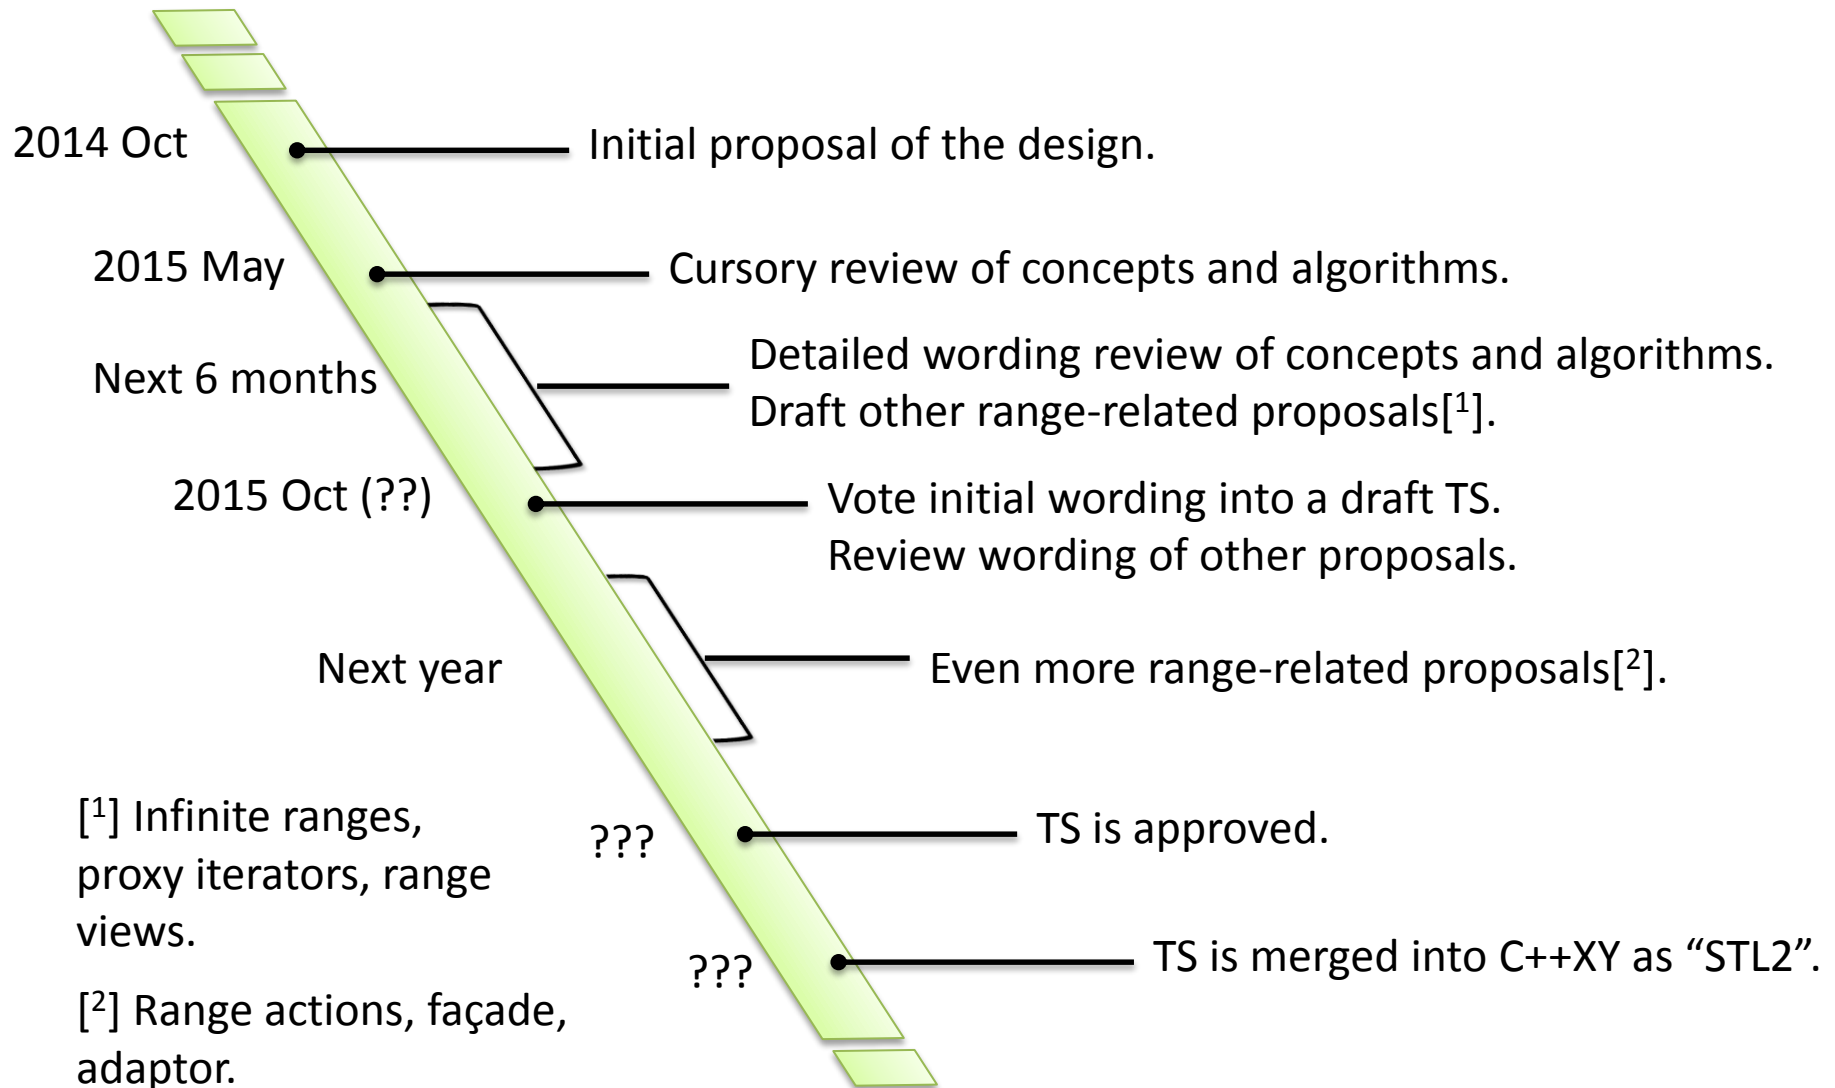 2014 Oct
Initial proposal of the design.
2015 May
Cursory review of concepts and algorithms.
Next 6 months
Detailed wording review of concepts and algorithms.
Draft other range-related proposals[¹].
2015 Oct (??)
Vote initial wording into a draft TS.
Review wording of other proposals.
Next year
Even more range-related proposals[²].
???
TS is approved.
???
TS is merged into C++XY as “STL2”.
[¹] Infinite ranges,
proxy iterators, range
views.
[²] Range actions, façade,
adaptor.